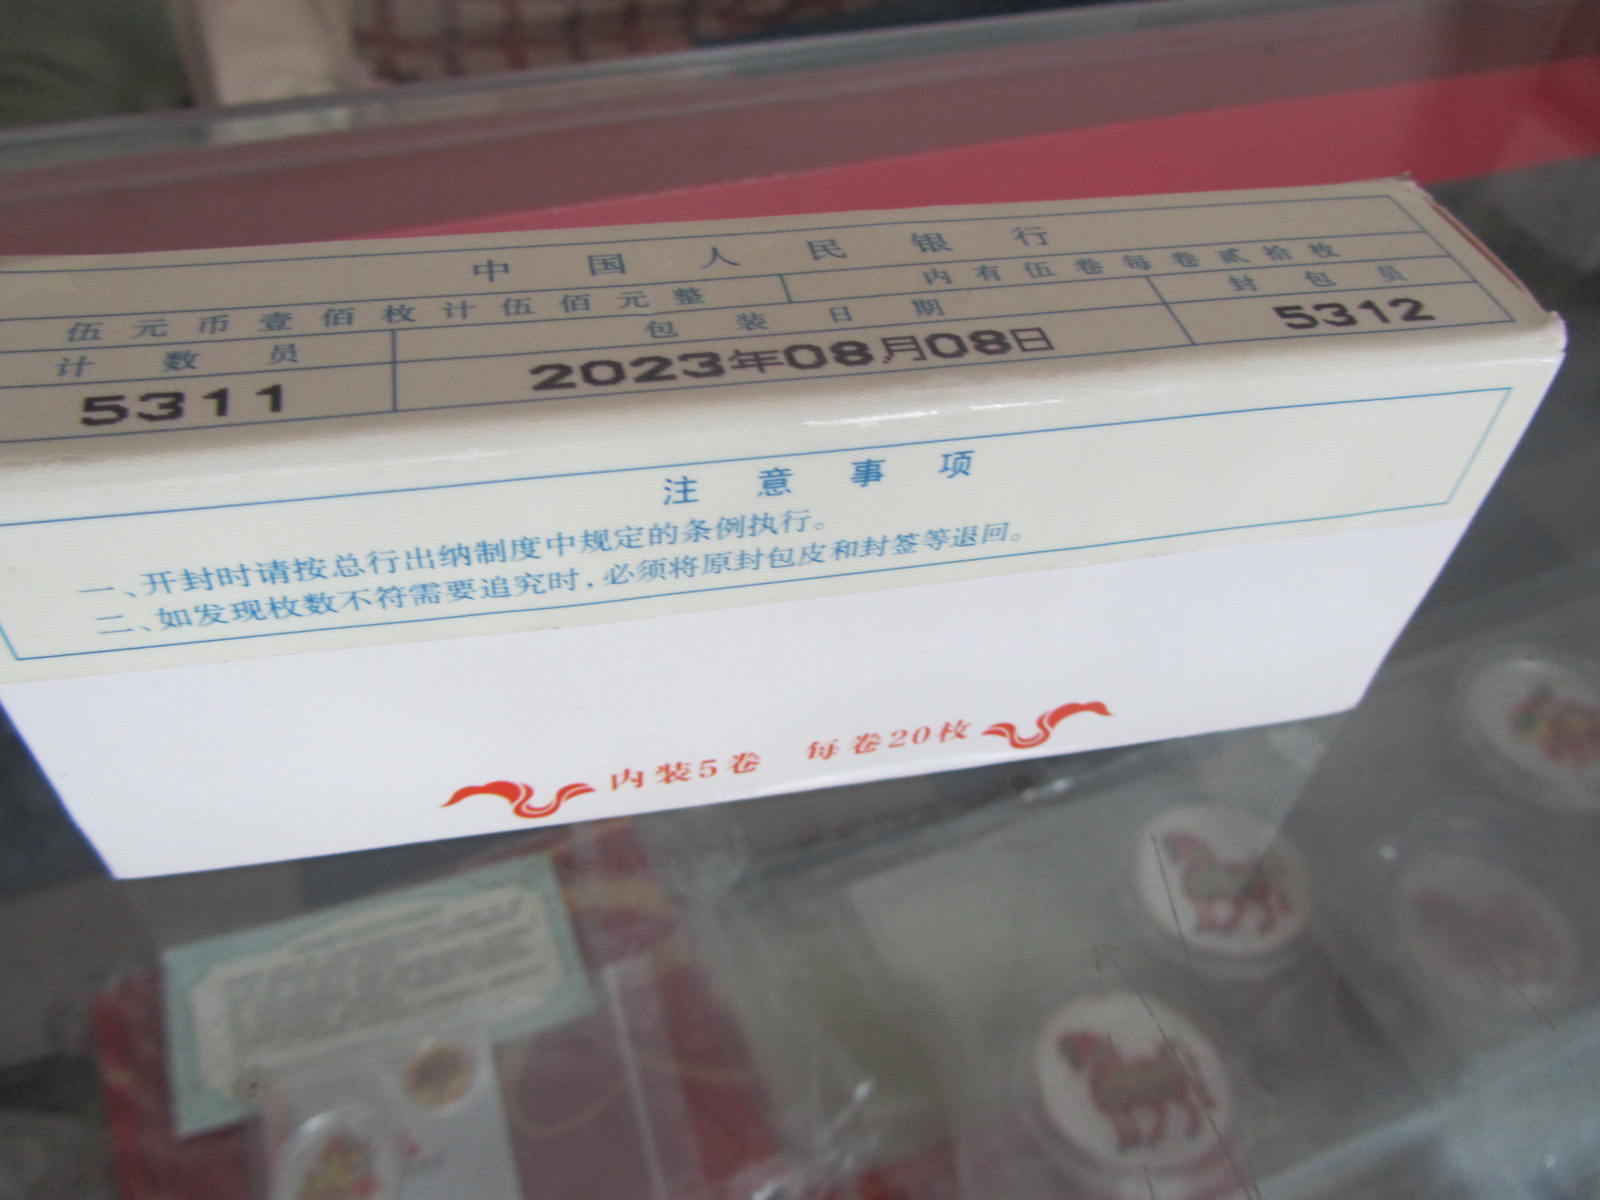 中国人民银行
伍元币壹佰枚计伍佰元整 内有伍卷每卷贰拾枚
计数员 包装日期 封包员
5311 2023年08月08日 5312
注意事项
一、开封时请按总行出纳制度中规定的条例执行。
二、如发现枚数不符需要追究时，必须将原封包皮和封签等退回。
内装5卷 每卷20枚